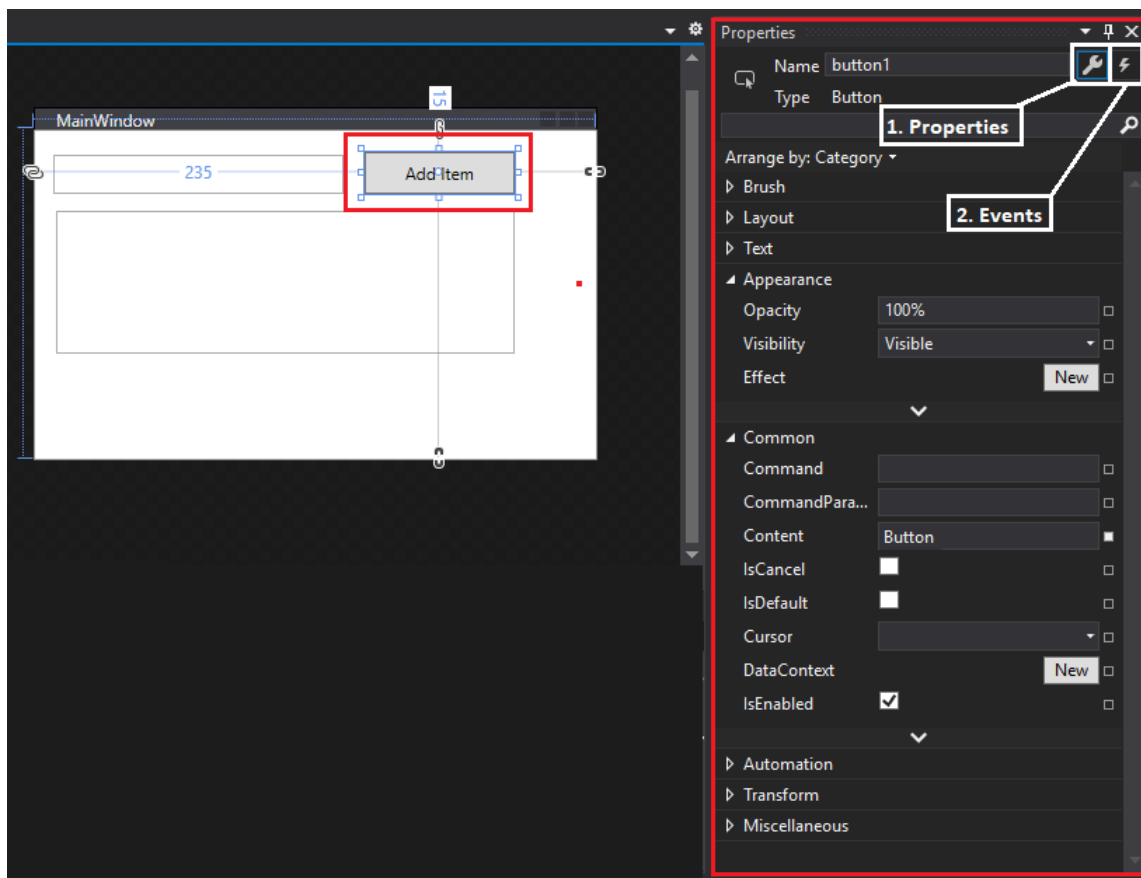 Properties
Name button1
Type Button
1. Properties
Arrange by: Category
Brush
Layout
2. Events
Text
Appearance
Opacity 100%
Visibility Visible
Effect New
Common
Command
CommandPara...
Content Button
IsCancel
IsDefault
Cursor
DataContext New
IsEnabled
Automation
Transform
Miscellaneous
15
MainWindow
235
Add Item